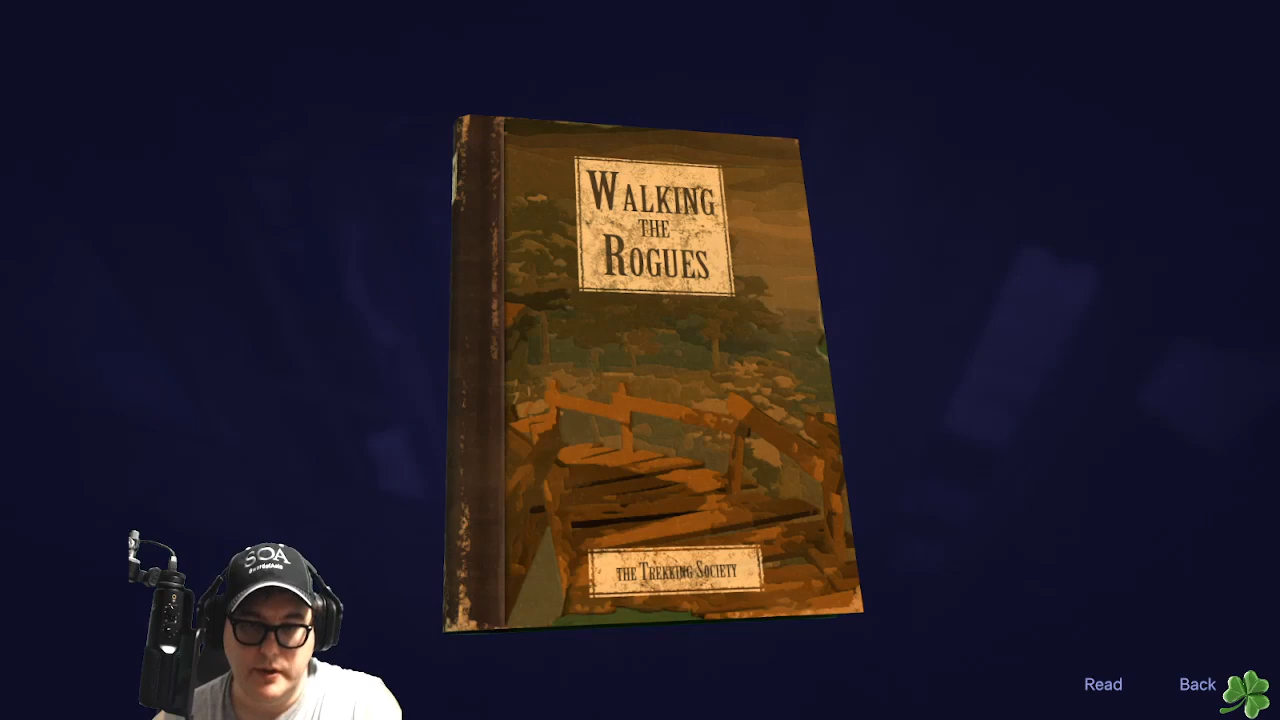 WALKING
THE
ROGUES
THE TREKKING SOCIETY
SOA
Read
Back